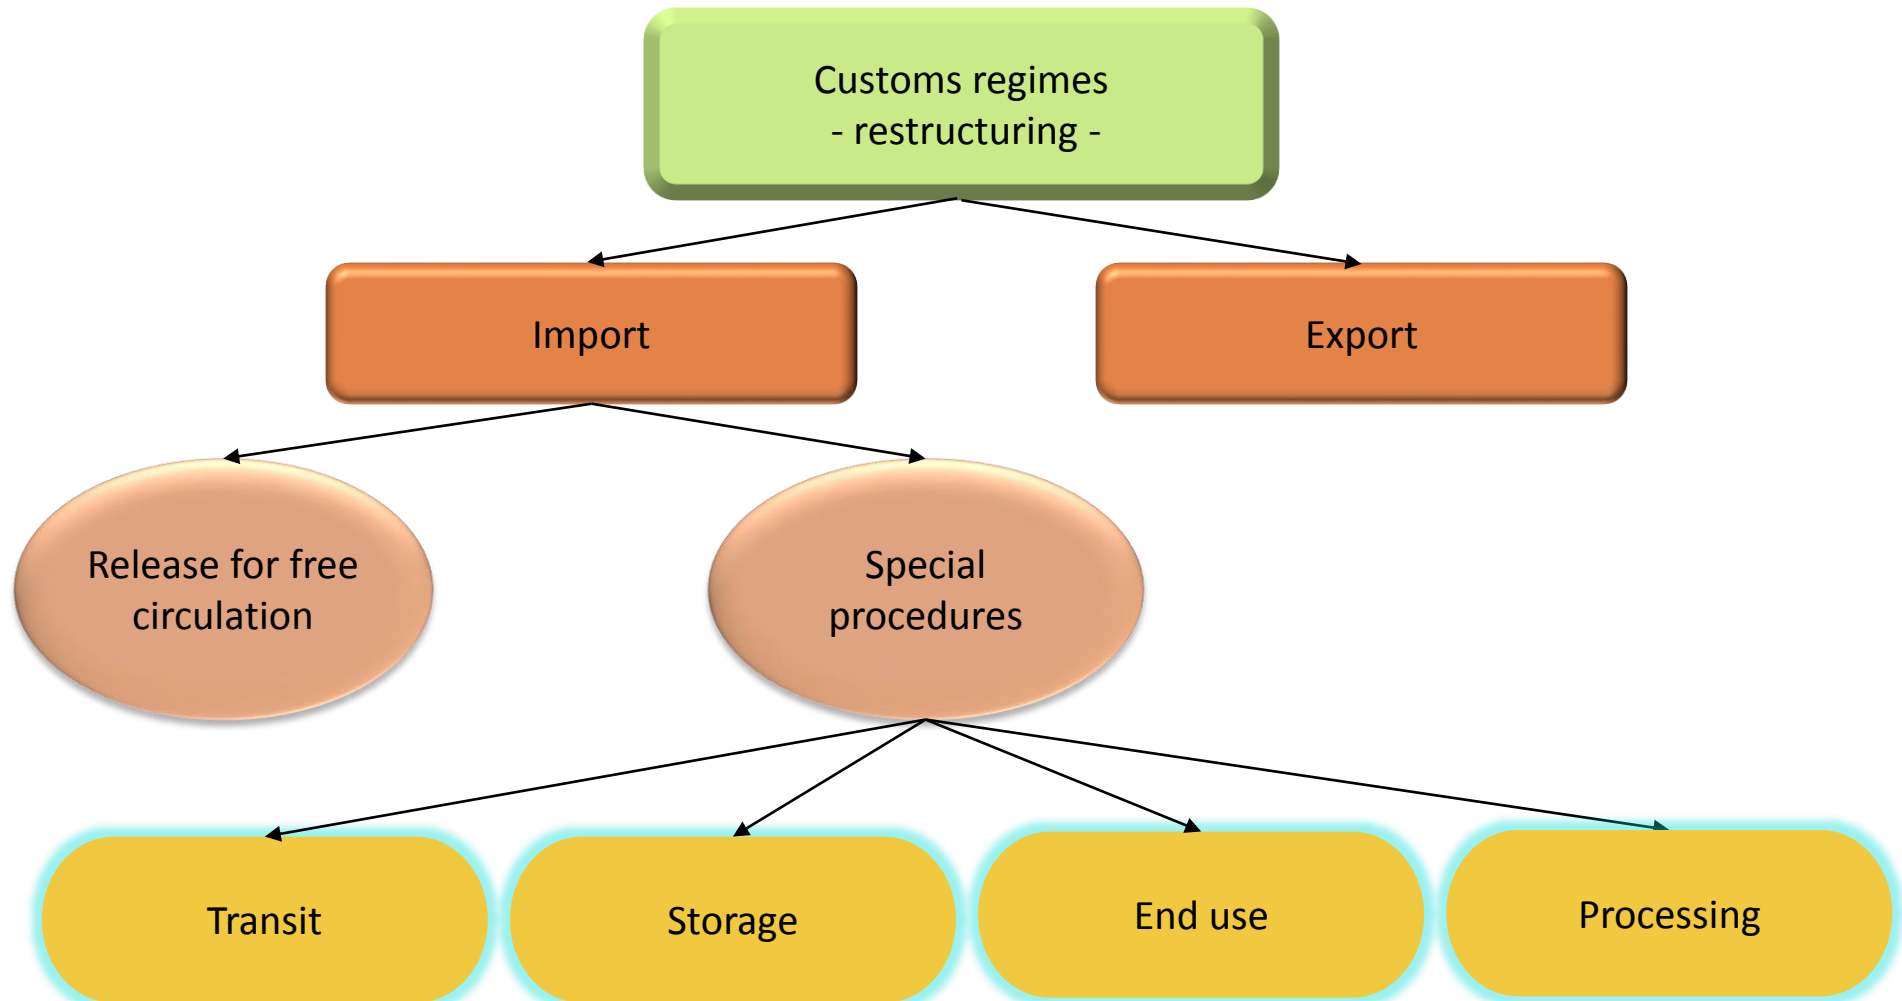 Customs regimes
- restructuring -
Import
Export
Release for free
circulation
Special
procedures
Transit
Storage
End use
Processing